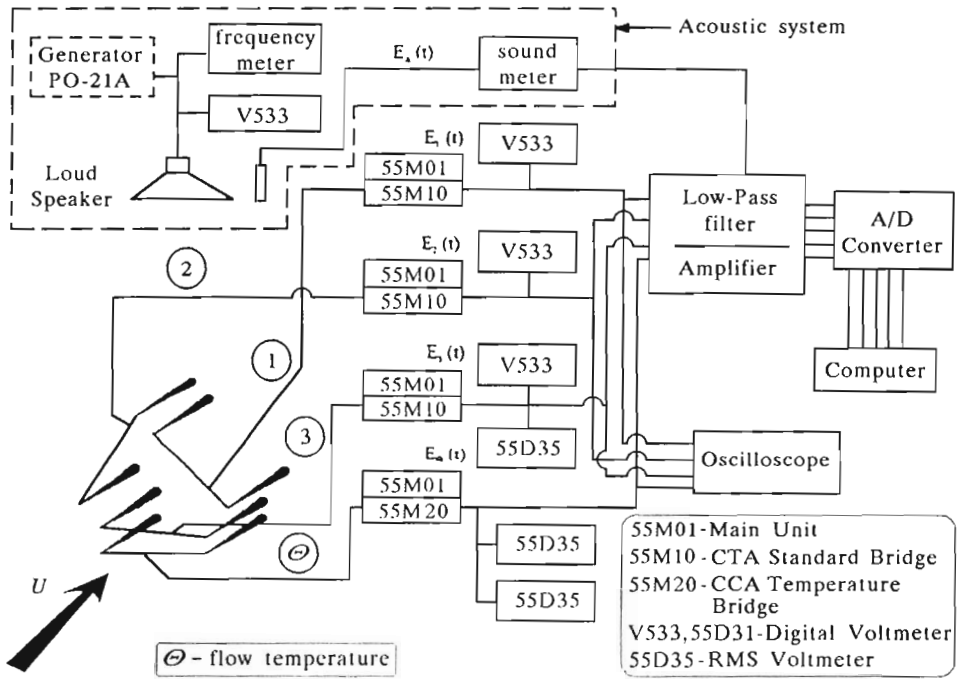 Generator
PO-21A
frequency
meter
V533
Loud
Speaker
E₄(t)
sound
meter
Acoustic system
E₁(t)
55M01
55M10
V533
2
E₂(t)
55M01
55M10
V533
1
E₃(t)
55M01
55M10
V533
55D35
3
55M01
55M20
55D35
55D35
Θ
U
Low-Pass
filter
Amplifier
A/D
Converter
Computer
Oscilloscope
Θ - flow temperature
55M01-Main Unit
55M10-CTA Standard Bridge
55M20-CCA Temperature
Bridge
V533,55D31-Digital Voltmeter
55D35-RMS Voltmeter